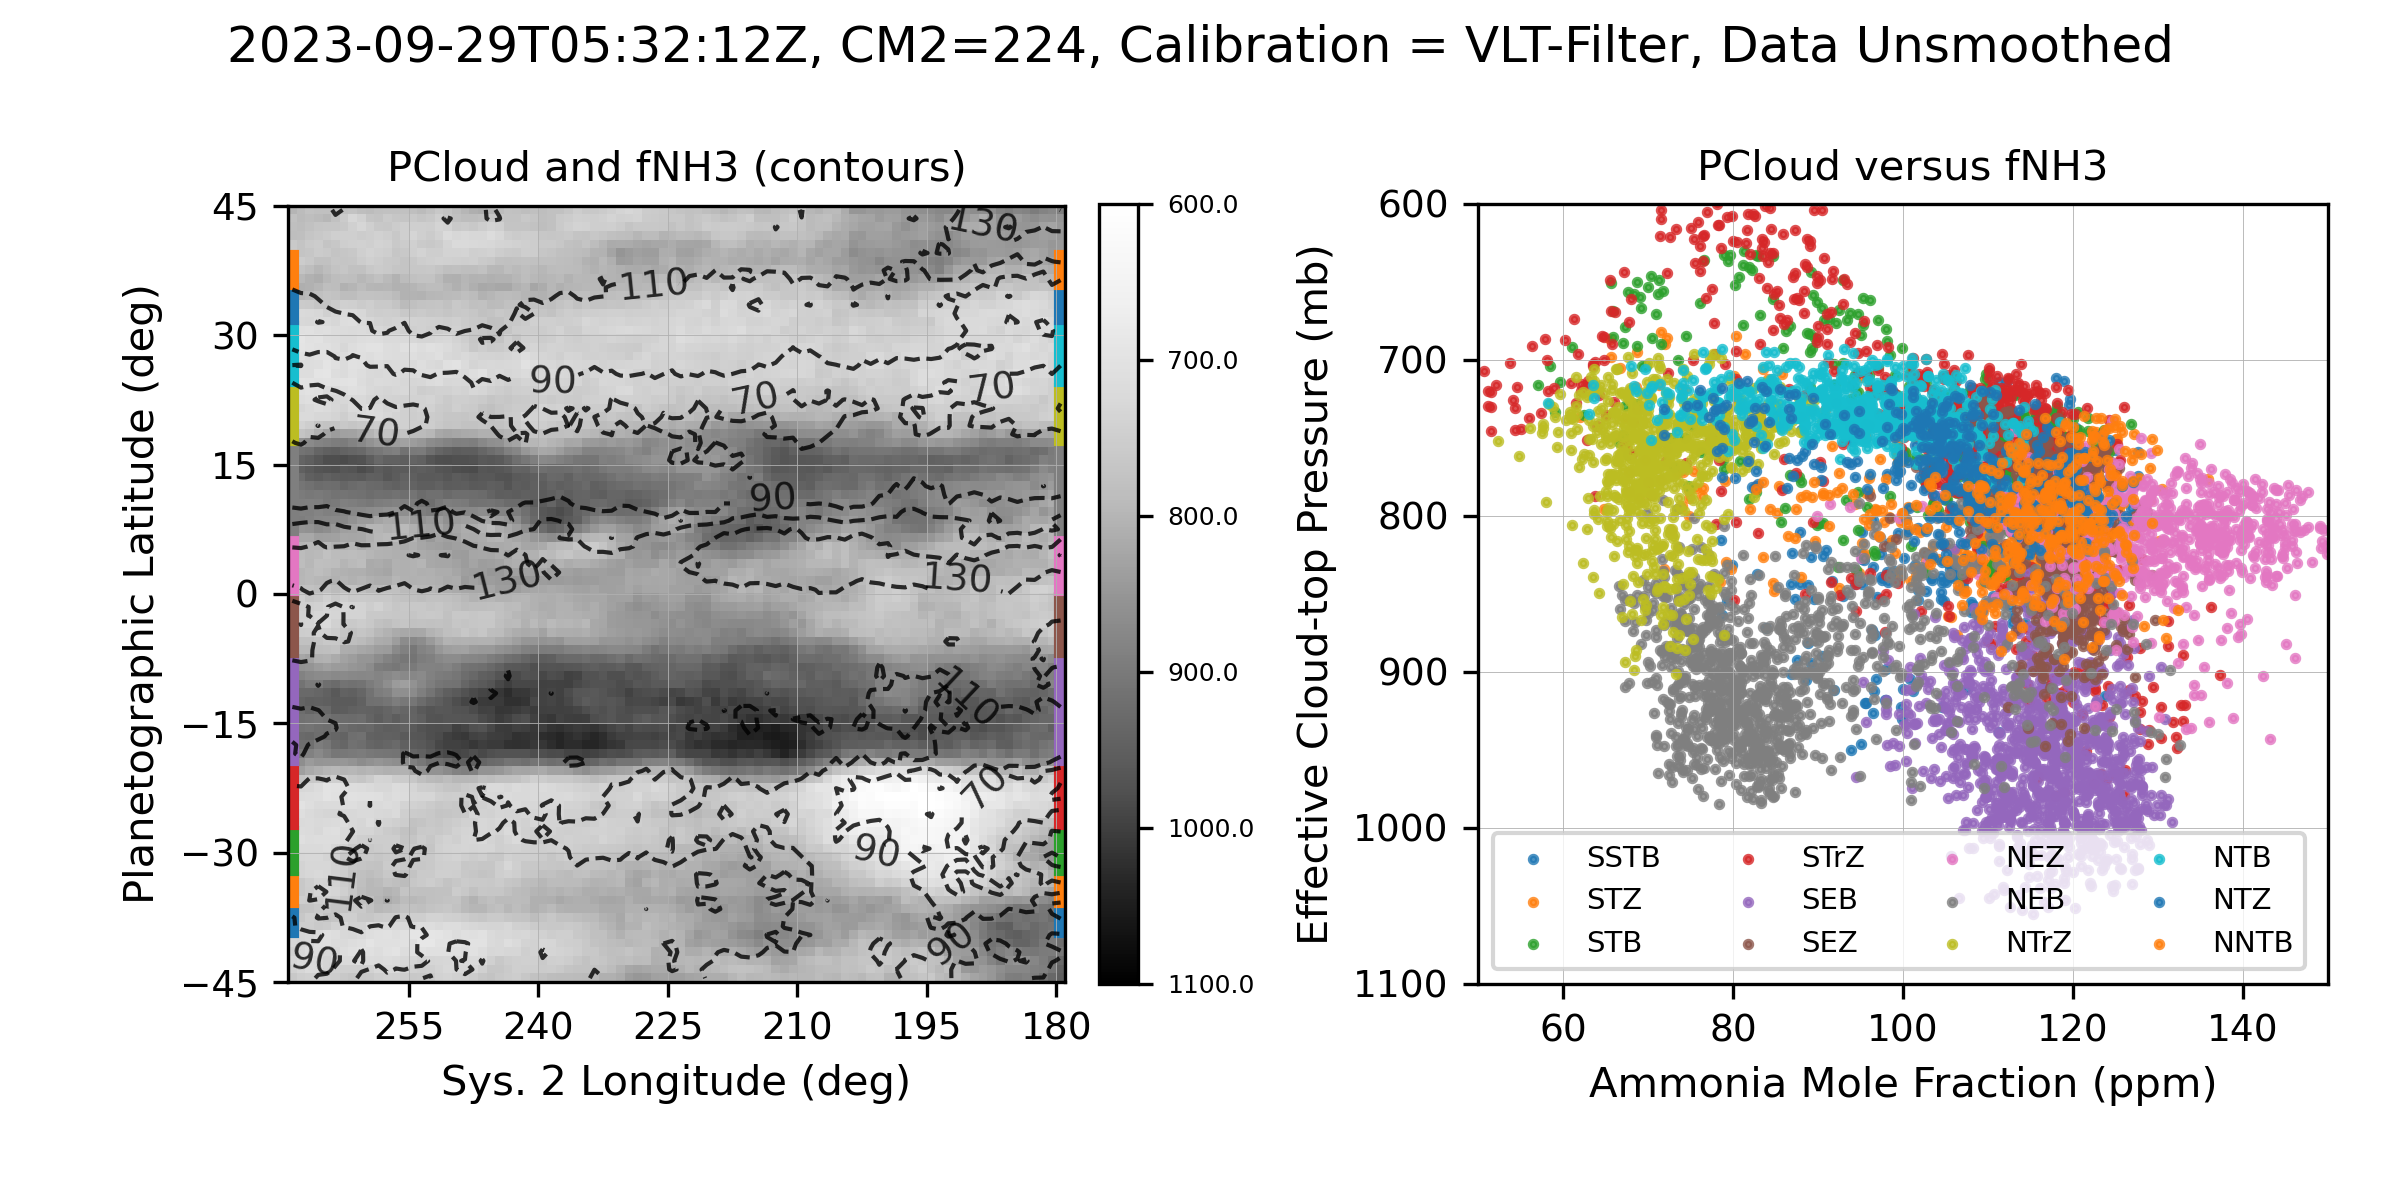 2023-09-29T05:32:12Z, CM2=224, Calibration = VLT-Filter, Data Unsmoothed
PCloud and fNH3 (contours)
Planetographic Latitude (deg)
45
30
15
0
−15
−30
−45
130
110
90
70
70
70
90
110
130
130
110
70
90
110
90
90
255
240
225
210
195
180
Sys. 2 Longitude (deg)
600.0
700.0
800.0
900.0
1000.0
1100.0
PCloud versus fNH3
Effective Cloud-top Pressure (mb)
600
700
800
900
1000
1100
SSTB
STZ
STB
STrZ
SEB
SEZ
NEZ
NEB
NTrZ
NTB
NTZ
NNTB
60
80
100
120
140
Ammonia Mole Fraction (ppm)